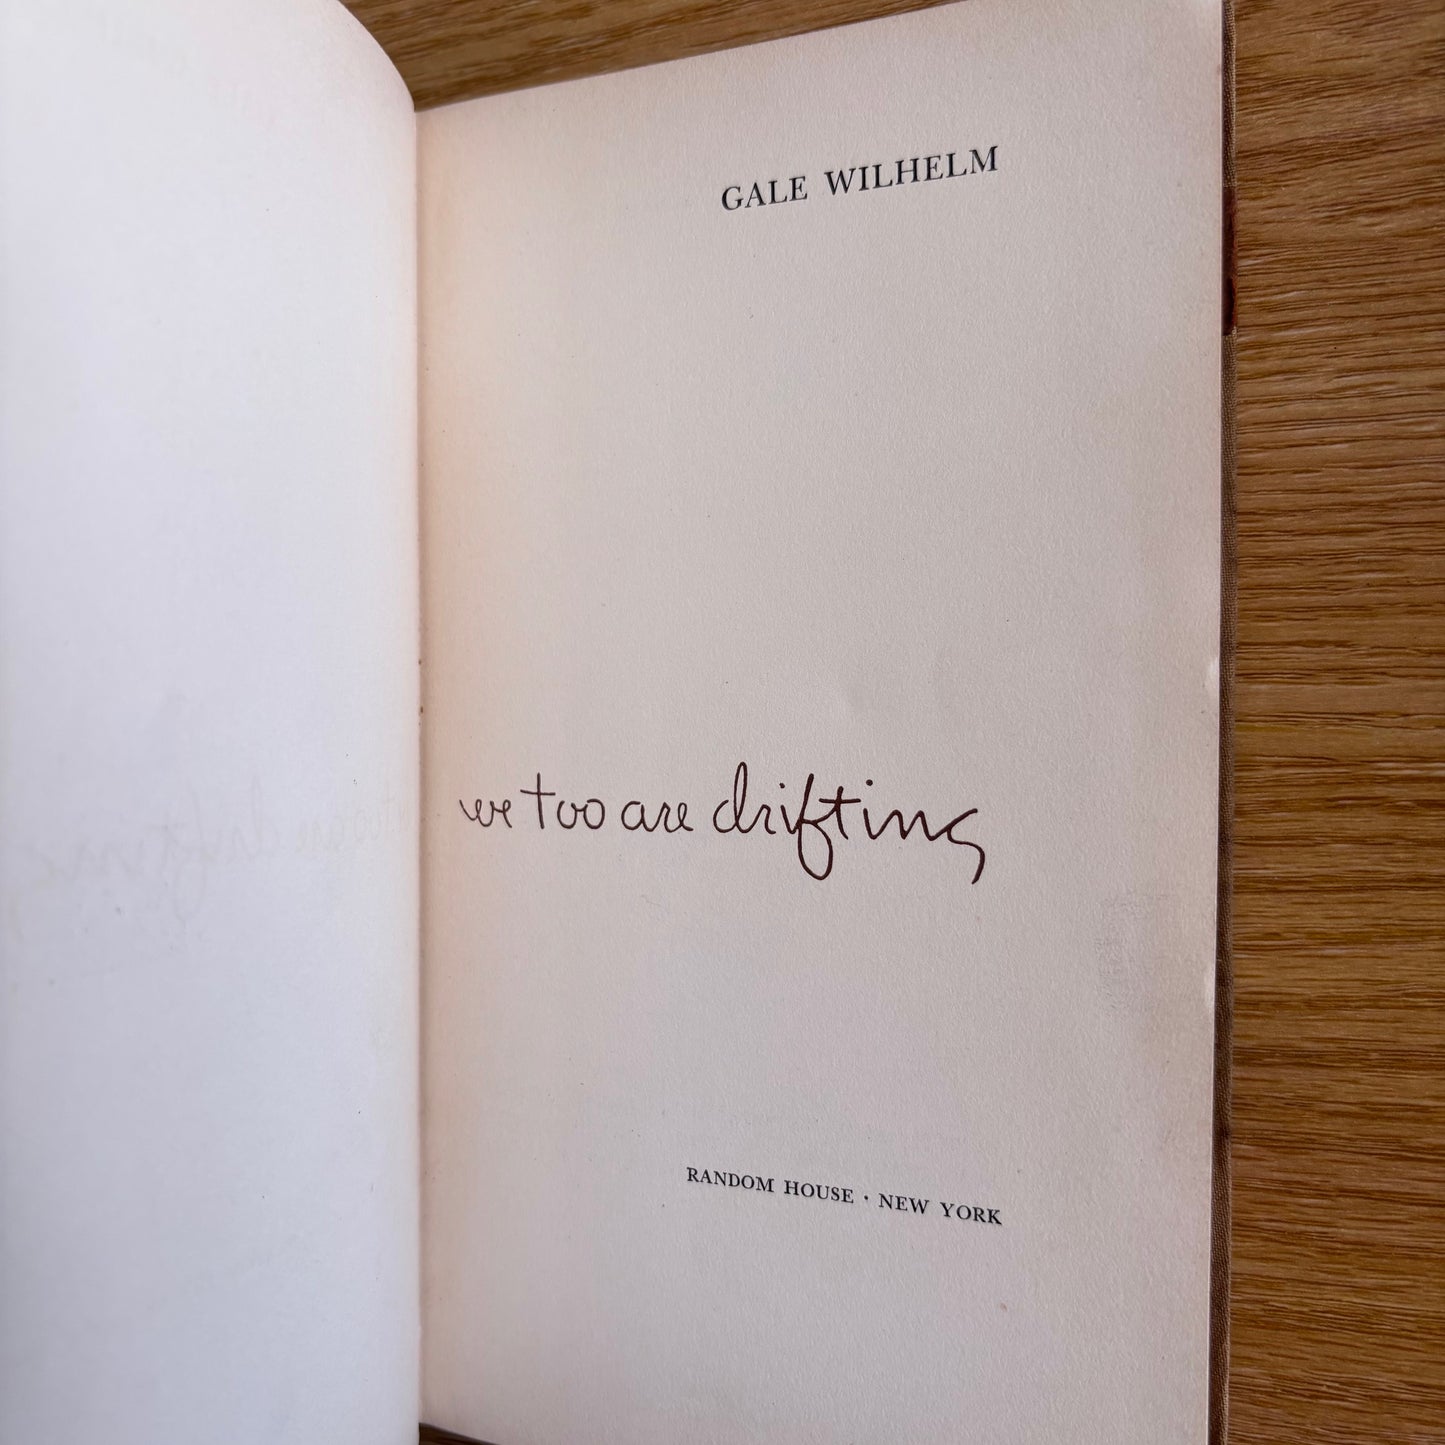 GALE WILHELM
we too are drifting
RANDOM HOUSE · NEW YORK